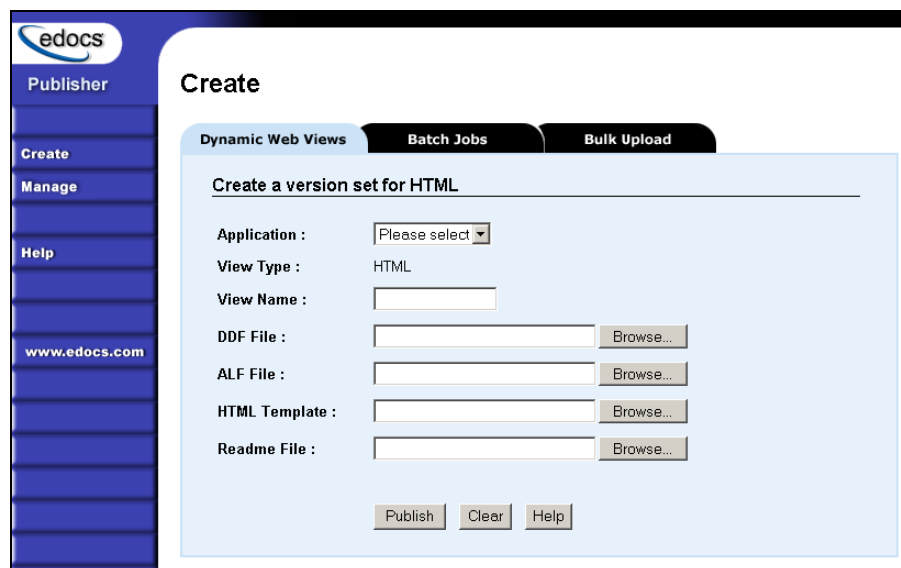 edocs
Publisher
Create
Manage
Help
www.edocs.com
Create
Dynamic Web Views
Batch Jobs
Bulk Upload
Create a version set for HTML
Application : Please select
View Type : HTML
View Name :
DDF File : Browse...
ALF File : Browse...
HTML Template : Browse...
Readme File : Browse...
Publish Clear Help